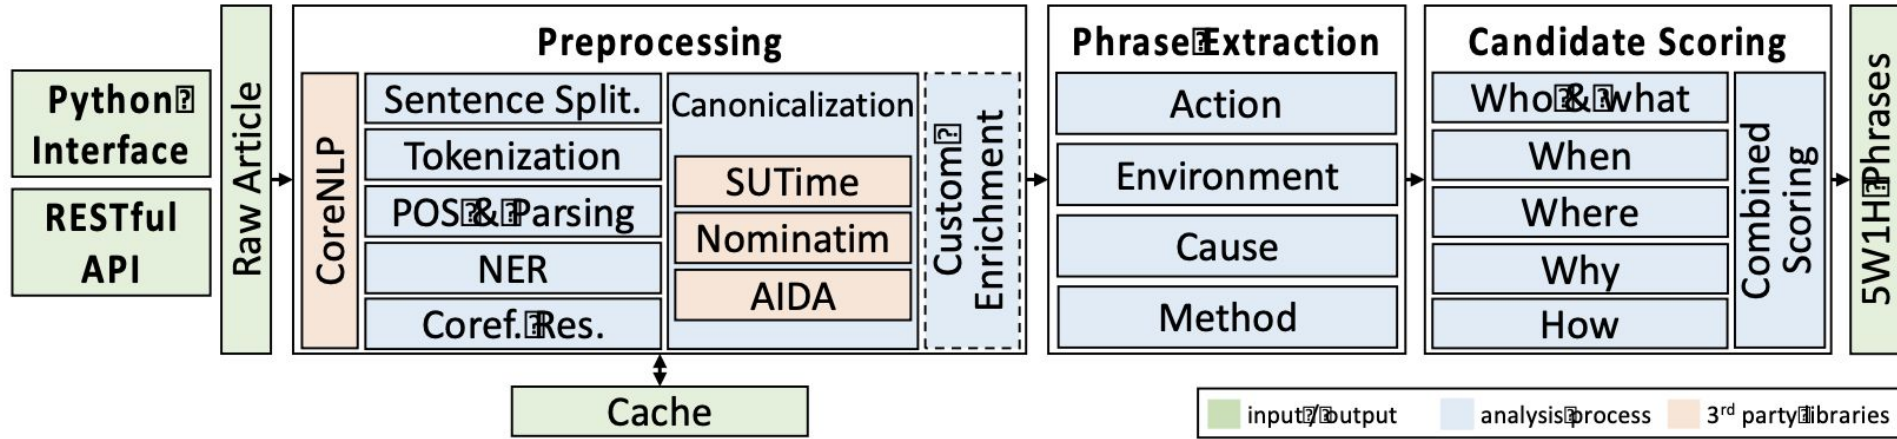 Python
Interface
RESTful
API
Raw Article
Preprocessing
CoreNLP
Sentence Split.
Tokenization
POS & Parsing
NER
Coref. Res.
Canonicalization
SUTime
Nominatim
AIDA
Custom
Enrichment
Cache
Phrase Extraction
Action
Environment
Cause
Method
Candidate Scoring
Who & what
When
Where
Why
How
Combined
Scoring
5W1H Phrases
input / output
analysis process
3rd party libraries